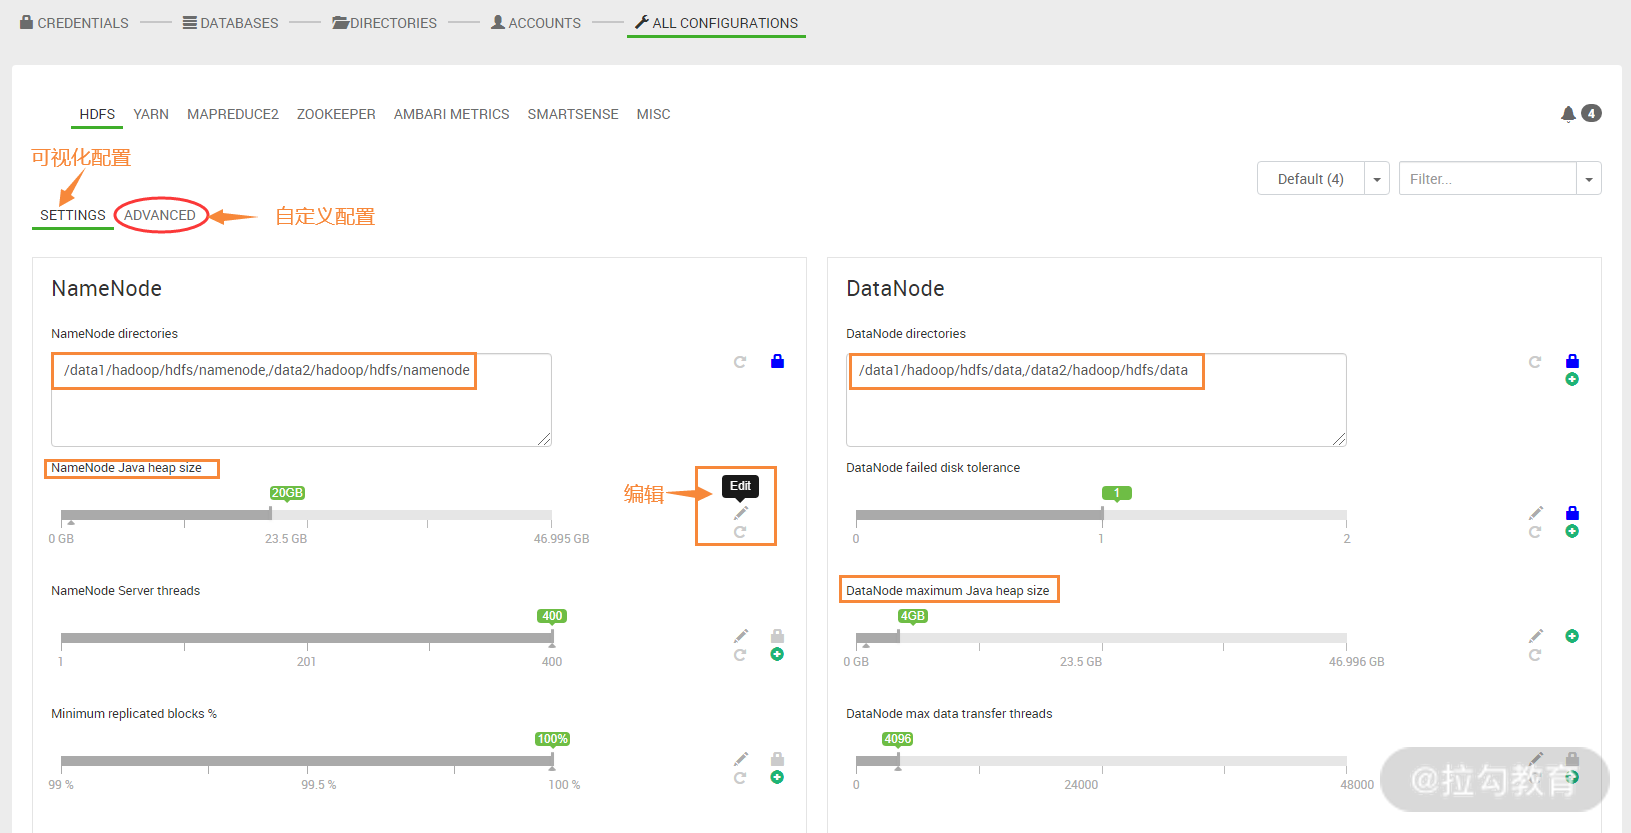 CREDENTIALS DATABASES DIRECTORIES ACCOUNTS ALL CONFIGURATIONS
HDFS YARN MAPREDUCE2 ZOOKEEPER AMBARI METRICS SMARTSENSE MISC 4
可视化配置
Default (4) Filter...
SETTINGS ADVANCED 自定义配置
NameNode
NameNode directories
/data1/hadoop/hdfs/namenode,/data2/hadoop/hdfs/namenode
NameNode Java heap size
20GB 编辑 Edit
0 GB 23.5 GB 46.995 GB
NameNode Server threads
400
1 201 400
Minimum replicated blocks %
100%
99 % 99.5 % 100 %
DataNode
DataNode directories
/data1/hadoop/hdfs/data,/data2/hadoop/hdfs/data
DataNode failed disk tolerance
1
0 1 2
DataNode maximum Java heap size
4GB
0 GB 23.5 GB 46.996 GB
DataNode max data transfer threads
4096
0 24000 48000
@拉勾教育